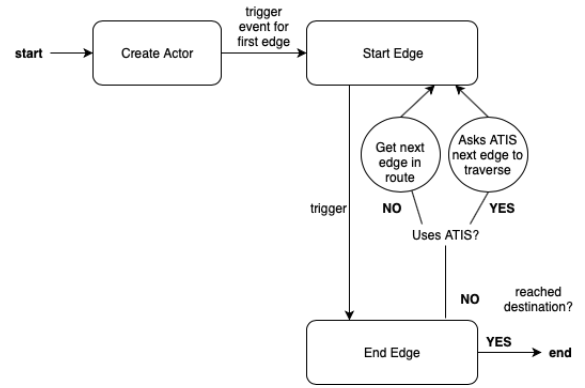 trigger
event for
first edge
start
Create Actor
Start Edge
Get next
edge in
route
Asks ATIS
next edge to
traverse
NO
YES
trigger
Uses ATIS?
NO
reached
destination?
End Edge
YES
end